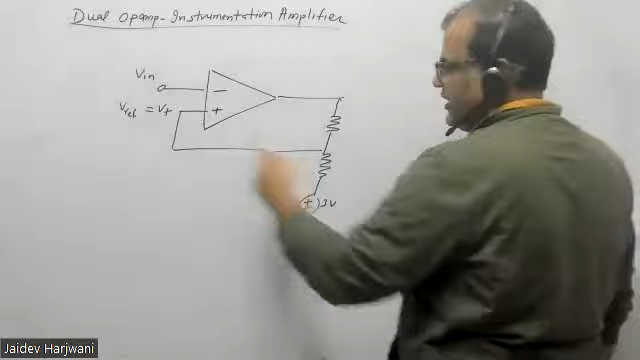 Dual Opamp-Instrumentation Amplifier
Vin
−
Vref = V+
+
+ 3V
Jaidev Harjwani